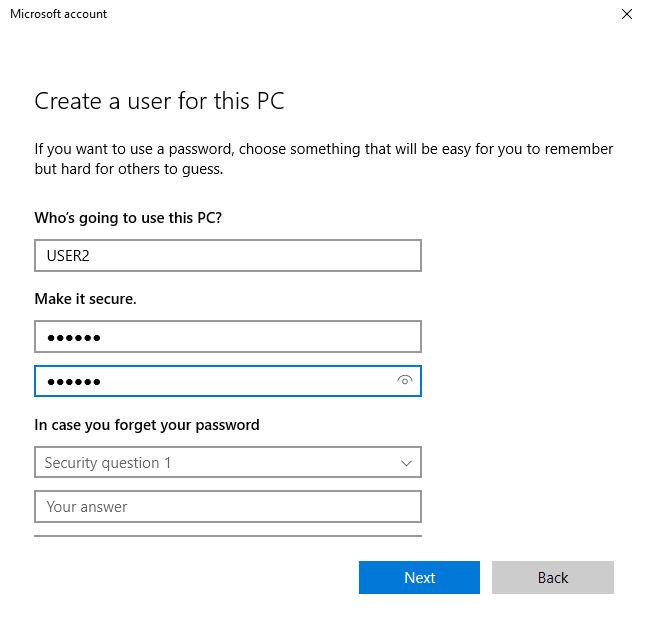 Microsoft account
Create a user for this PC
If you want to use a password, choose something that will be easy for you to remember
but hard for others to guess.
Who's going to use this PC?
USER2
Make it secure.
●●●●●●
●●●●●●
In case you forget your password
Security question 1
Your answer
Next
Back